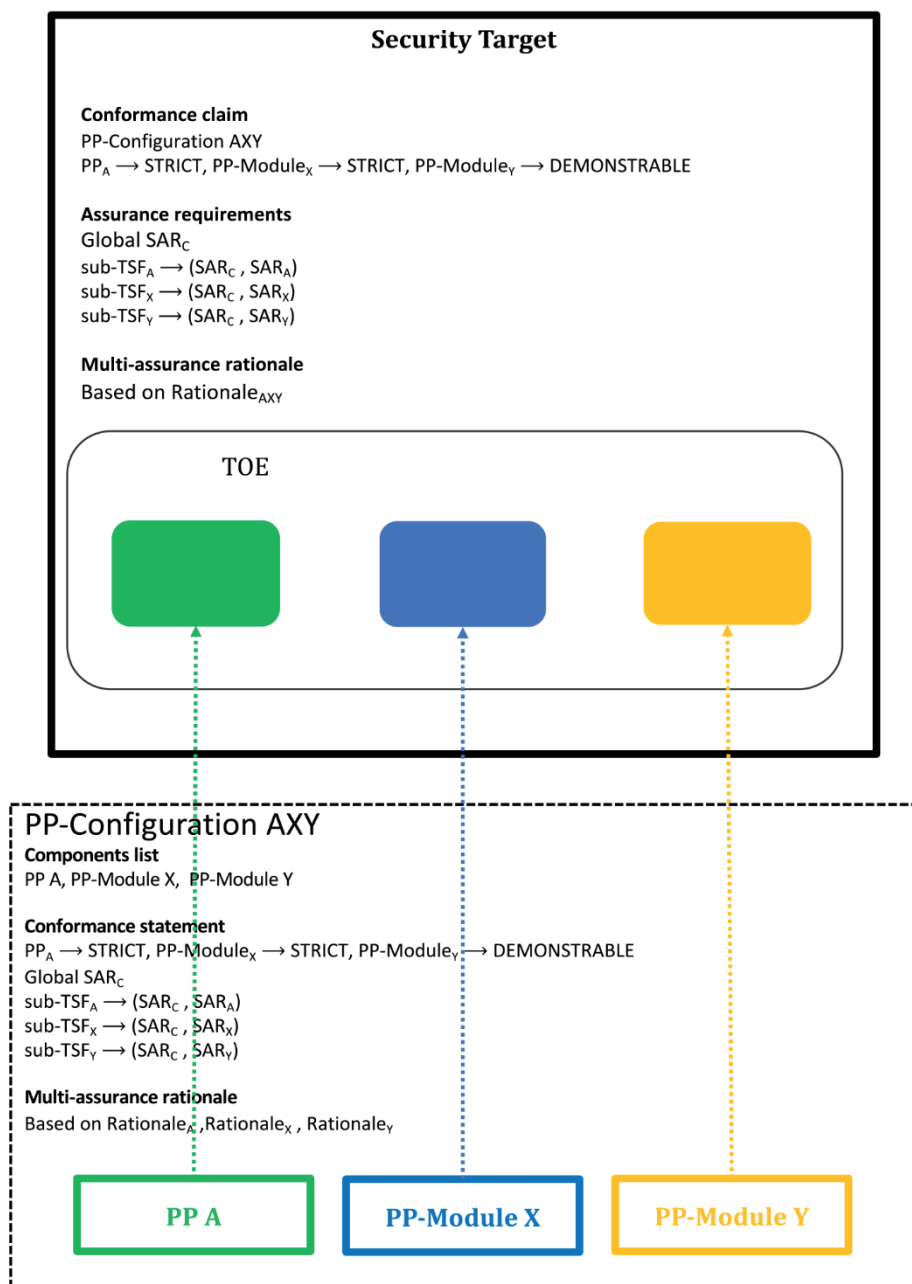 Security Target
Conformance claim
PP-Configuration AXY
PPA → STRICT, PP-ModuleX → STRICT, PP-ModuleY → DEMONSTRABLE
Assurance requirements
Global SARC
sub-TSFA → (SARC , SARA)
sub-TSFX → (SARC , SARX)
sub-TSFY → (SARC , SARY)
Multi-assurance rationale
Based on RationaleAXY
TOE
PP-Configuration AXY
Components list
PP A, PP-Module X, PP-Module Y
Conformance statement
PPA → STRICT, PP-ModuleX → STRICT, PP-ModuleY → DEMONSTRABLE
Global SARC
sub-TSFA → (SARC , SARA)
sub-TSFX → (SARC , SARX)
sub-TSFY → (SARC , SARY)
Multi-assurance rationale
Based on RationaleA ,RationaleX , RationaleY
PP A
PP-Module X
PP-Module Y